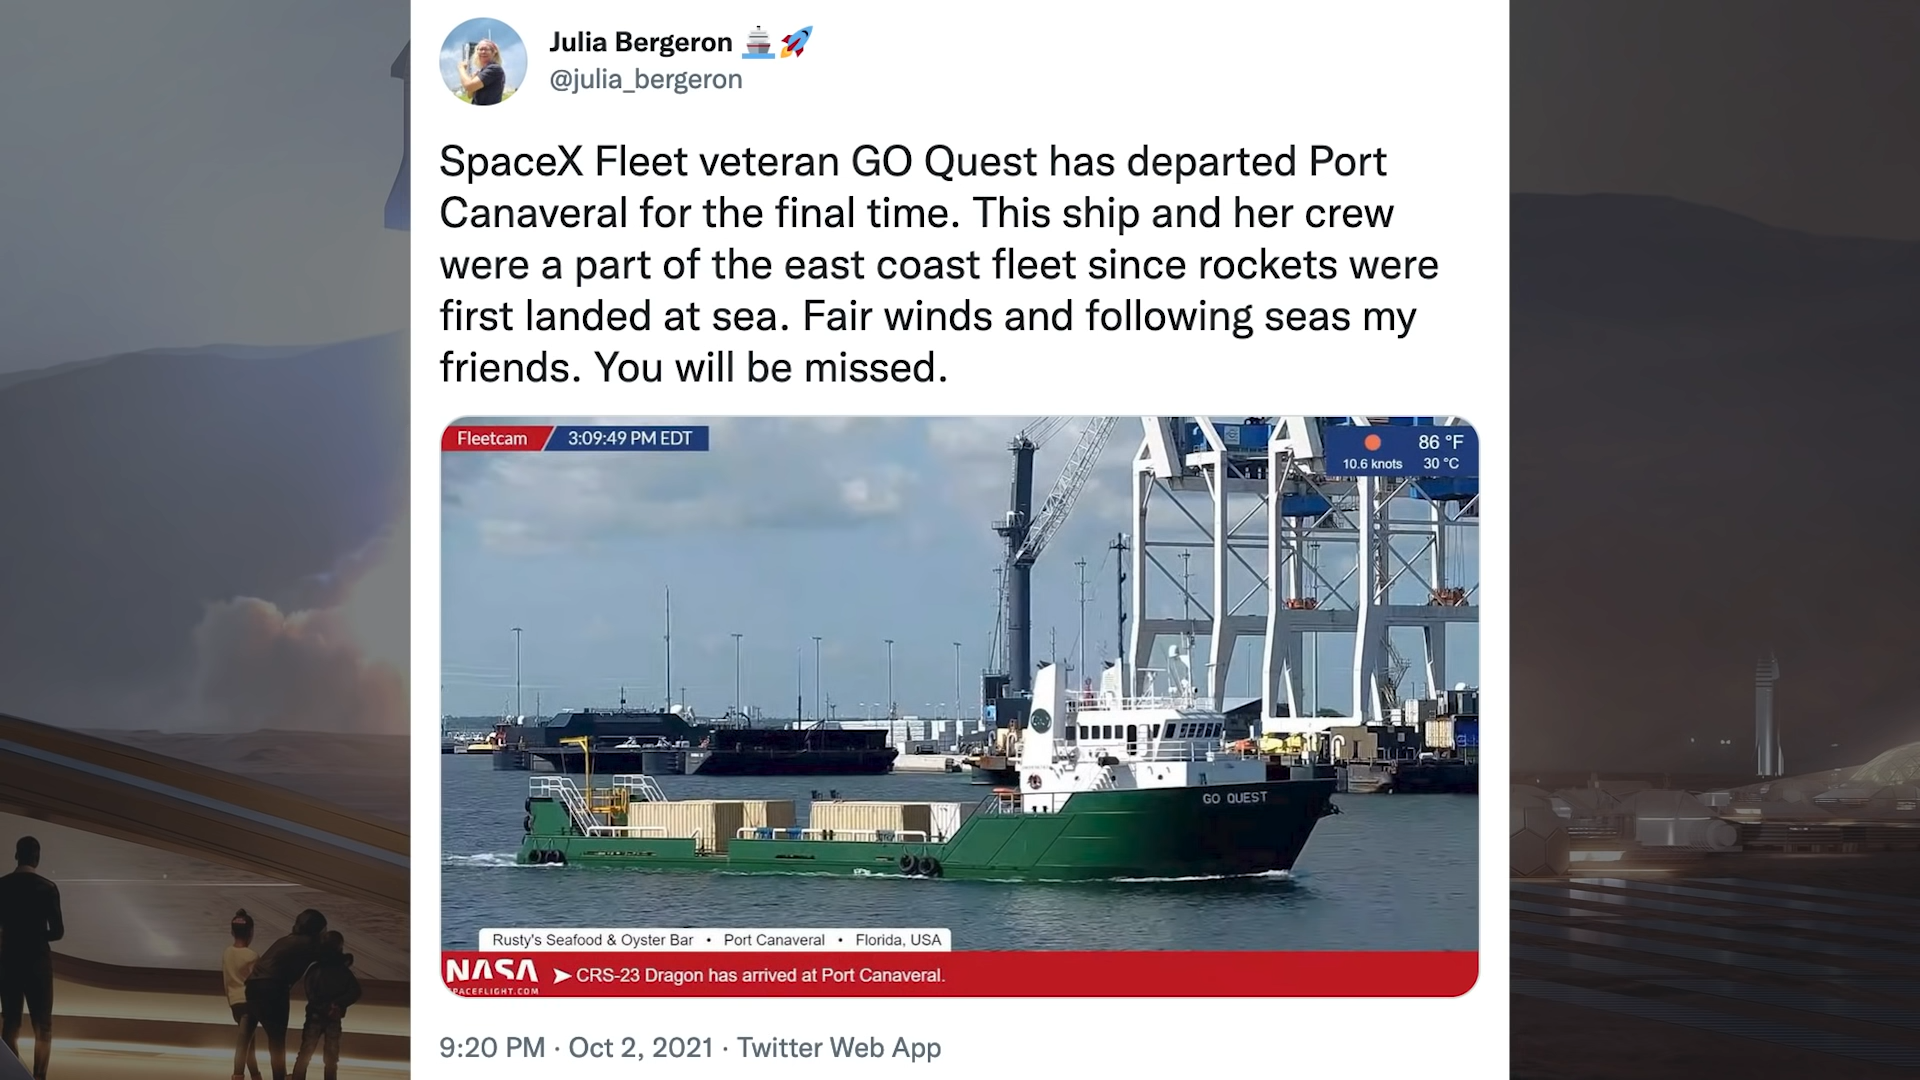 Julia Bergeron 🛳️🚀
@julia_bergeron
SpaceX Fleet veteran GO Quest has departed Port
Canaveral for the final time. This ship and her crew
were a part of the east coast fleet since rockets were
first landed at sea. Fair winds and following seas my
friends. You will be missed.
Fleetcam 3:09:49 PM EDT
86 °F
10.6 knots 30 °C
GO QUEST
Rusty's Seafood & Oyster Bar • Port Canaveral • Florida, USA
NASA ➤ CRS-23 Dragon has arrived at Port Canaveral.
SPACEFLIGHT.COM
9:20 PM · Oct 2, 2021 · Twitter Web App